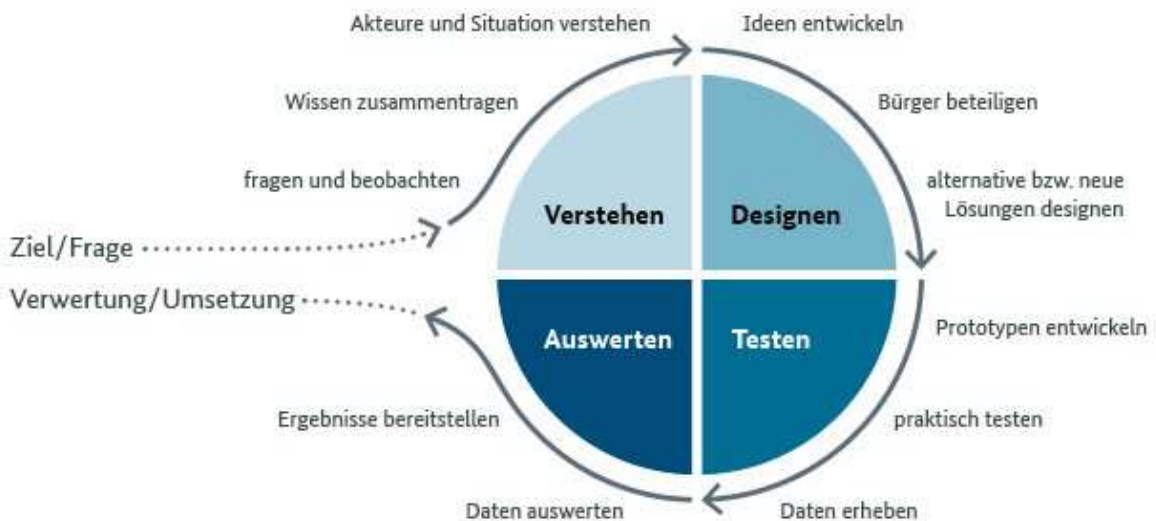 Akteure und Situation verstehen
Ideen entwickeln
Wissen zusammentragen
Bürger beteiligen
fragen und beobachten
alternative bzw. neue
Lösungen designen
Verstehen
Designen
Ziel/Frage
Verwertung/Umsetzung
Auswerten
Testen
Prototypen entwickeln
Ergebnisse bereitstellen
praktisch testen
Daten auswerten
Daten erheben